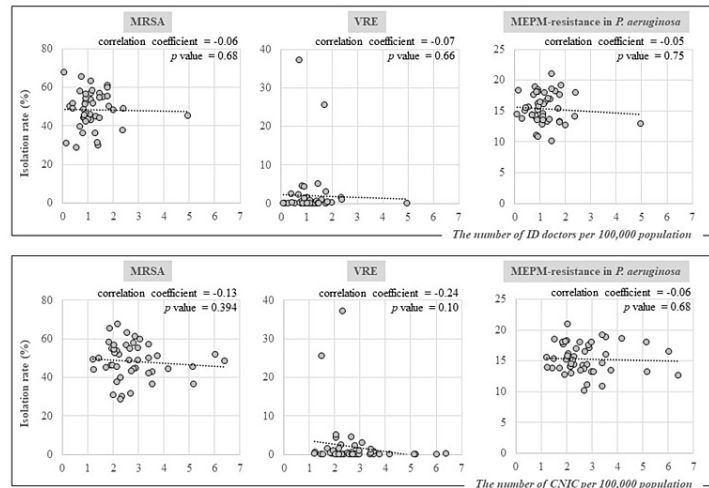 MRSA
correlation coefficient = -0.06
p value = 0.68
80
60
40
20
0
0 1 2 3 4 5 6 7
Isolation rate (%)
VRE
correlation coefficient = -0.07
p value = 0.66
40
30
20
10
0
0 1 2 3 4 5 6 7
MEPM-resistance in P. aeruginosa
correlation coefficient = -0.05
p value = 0.75
25
20
15
10
5
0
0 1 2 3 4 5 6 7
The number of ID doctors per 100,000 population
MRSA
correlation coefficient = -0.13
p value = 0.394
80
60
40
20
0
0 1 2 3 4 5 6 7
Isolation rate (%)
VRE
correlation coefficient = -0.24
p value = 0.10
40
30
20
10
0
0 1 2 3 4 5 6 7
MEPM-resistance in P. aeruginosa
correlation coefficient = -0.06
p value = 0.68
25
20
15
10
5
0
0 1 2 3 4 5 6 7
The number of CNIC per 100,000 population